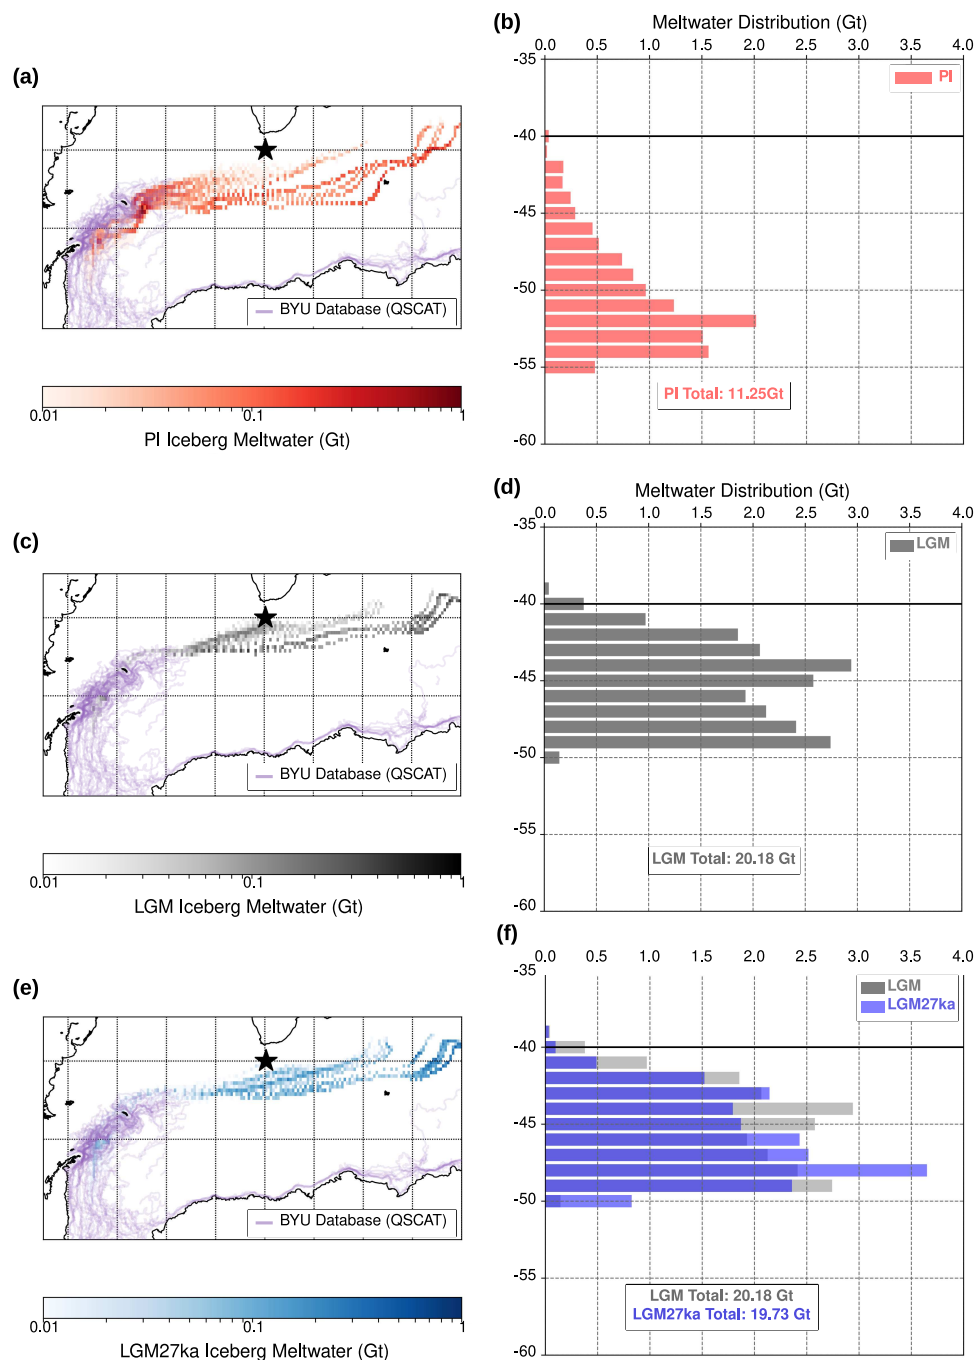 (a)
BYU Database (QSCAT)
0.01 0.1 1
PI Iceberg Meltwater (Gt)
(b)
Meltwater Distribution (Gt)
0.0 0.5 1.0 1.5 2.0 2.5 3.0 3.5 4.0
-35
PI
-40
-45
-50
-55
PI Total: 11.25Gt
-60
(c)
BYU Database (QSCAT)
0.01 0.1 1
LGM Iceberg Meltwater (Gt)
(d)
Meltwater Distribution (Gt)
0.0 0.5 1.0 1.5 2.0 2.5 3.0 3.5 4.0
-35
LGM
-40
-45
-50
-55
LGM Total: 20.18 Gt
-60
(e)
BYU Database (QSCAT)
0.01 0.1 1
LGM27ka Iceberg Meltwater (Gt)
(f)
0.0 0.5 1.0 1.5 2.0 2.5 3.0 3.5 4.0
-35
LGM
LGM27ka
-40
-45
-50
-55
LGM Total: 20.18 Gt
LGM27ka Total: 19.73 Gt
-60